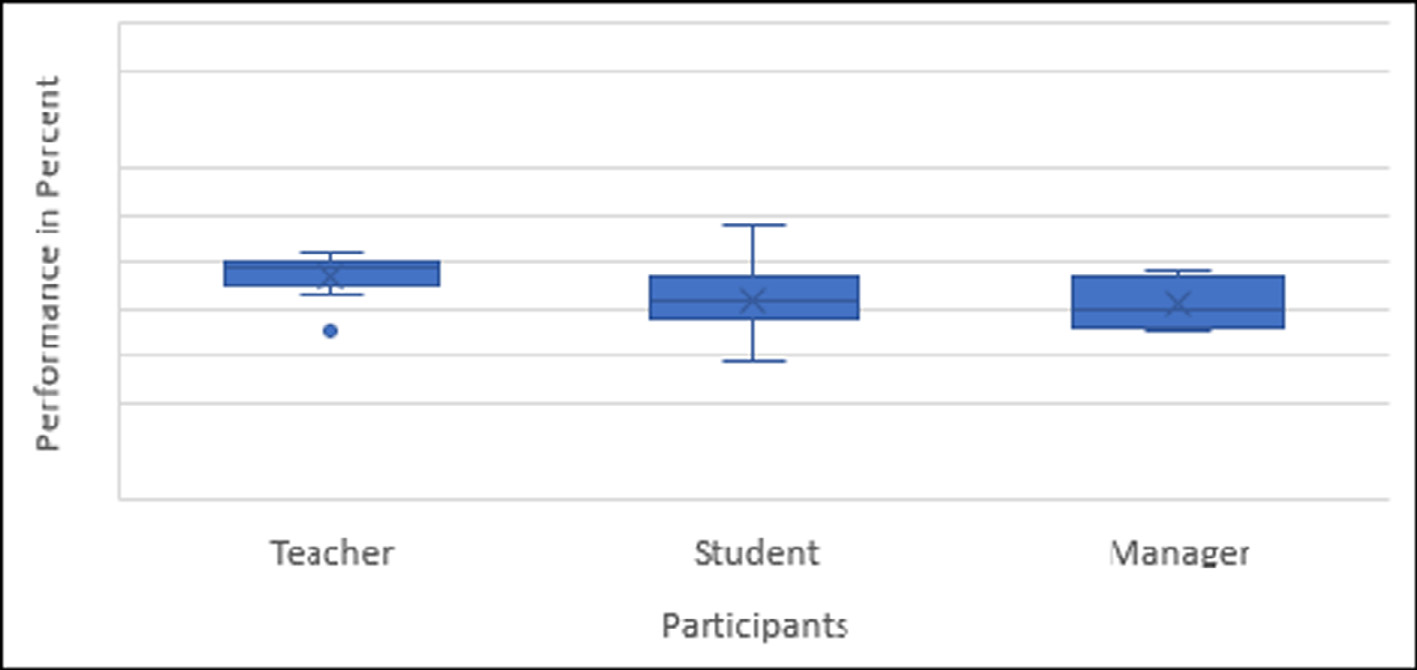 Performance in Percent
Teacher Student Manager
Participants